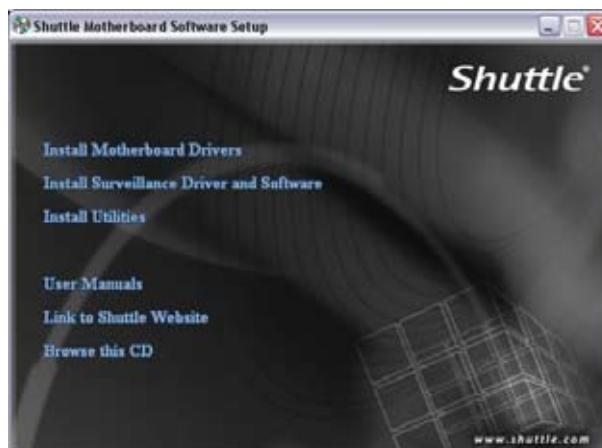 Shuttle Motherboard Software Setup
Shuttle®
Install Motherboard Drivers
Install Surveillance Driver and Software
Install Utilities
User Manuals
Link to Shuttle Website
Browse this CD
www.shuttle.com